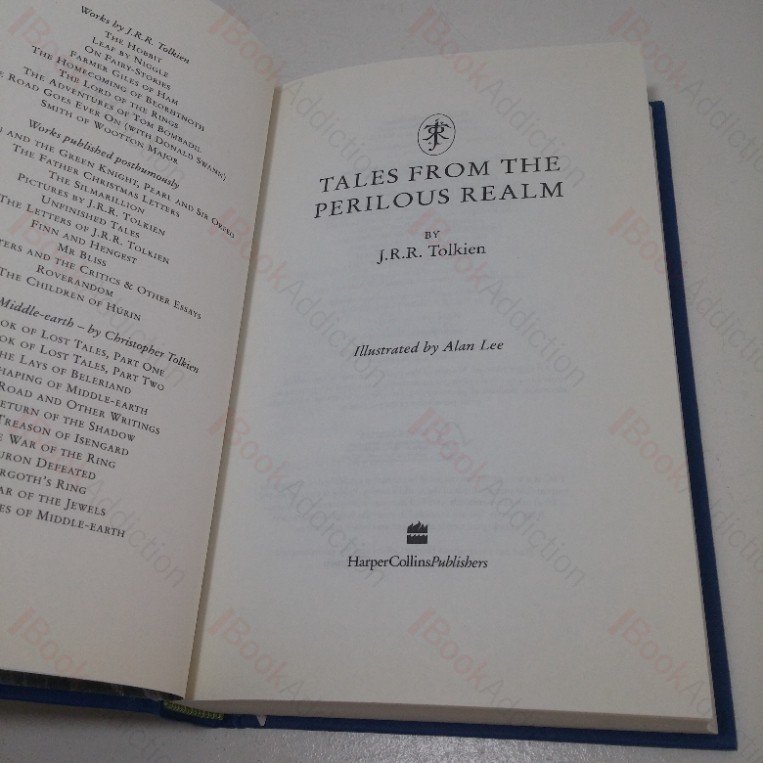 Works by J.R.R. Tolkien
The Hobbit
Leaf by Niggle
On Fairy-Stories
Farmer Giles of Ham
The Homecoming of Beorhtnoth
The Lord of the Rings
The Adventures of Tom Bombadil
Road Goes Ever On (with Donald Swann)
Smith of Wootton Major
Works published posthumously
and the Green Knight, Pearl and Sir Orfeo
The Father Christmas Letters
The Silmarillion
Pictures by J.R.R. Tolkien
Unfinished Tales
The Letters of J.R.R. Tolkien
Finn and Hengest
Mr Bliss
and the Critics & Other Essays
Roverandom
The Children of Húrin
Middle-earth – by Christopher Tolkien
of Lost Tales, Part One
of Lost Tales, Part Two
The Lays of Beleriand
of Middle-earth
Road and Other Writings
of the Shadow
Treason of Isengard
War of the Ring
Defeated
Ring
of the Jewels
of Middle-earth
TALES FROM THE
PERILOUS REALM
BY
J.R.R. Tolkien
Illustrated by Alan Lee
HarperCollinsPublishers
BookAddiction